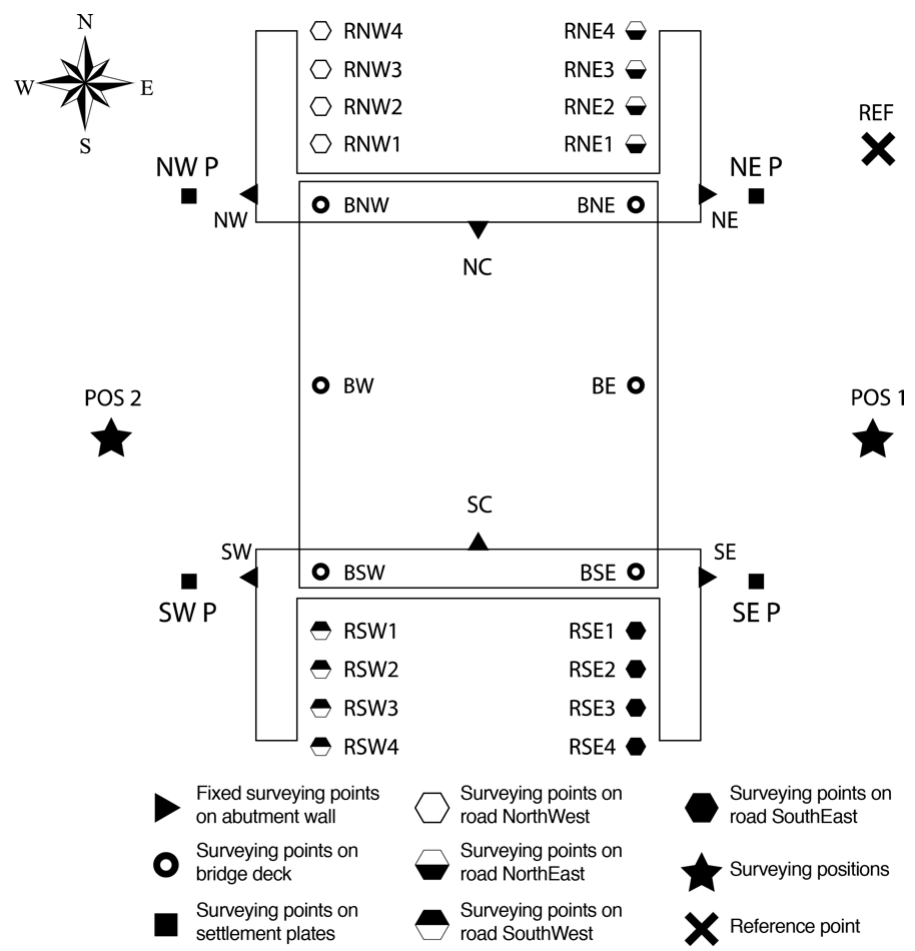 N
W E
S
RNW4 RNE4
RNW3 RNE3
RNW2 RNE2
RNW1 RNE1
REF
NW P NE P
BNW BNE
NW NE
NC
BW BE
POS 2 POS 1
SC
SW SE
BSW BSE
SW P SE P
RSW1 RSE1
RSW2 RSE2
RSW3 RSE3
RSW4 RSE4
Fixed surveying points
on abutment wall
Surveying points on
road NorthWest
Surveying points on
road SouthEast
Surveying points on
bridge deck
Surveying points on
road NorthEast
Surveying positions
Surveying points on
settlement plates
Surveying points on
road SouthWest
Reference point